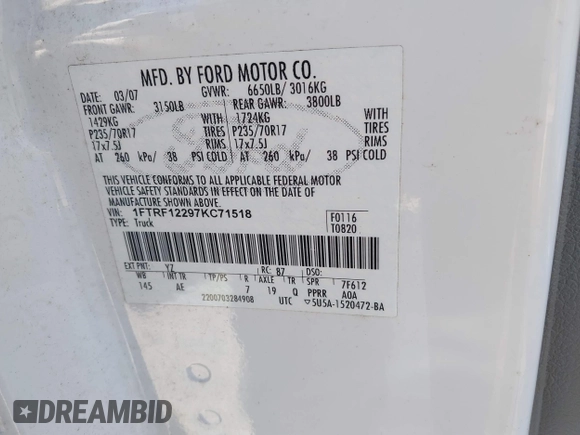 MFD. BY FORD MOTOR CO.
DATE: 03/07 GVWR: 6650LB/ 3016KG
FRONT GAWR: 3150LB REAR GAWR: 3800LB
1429KG WITH 1724KG WITH
P235/70R17 TIRES P235/70R17 TIRES
17x7.5J RIMS 17x7.5J RIMS
AT 260 kPa/ 38 PSI COLD AT 260 kPa/ 38 PSI COLD
THIS VEHICLE CONFORMS TO ALL APPLICABLE FEDERAL MOTOR
VEHICLE SAFETY STANDARDS IN EFFECT ON THE DATE OF
MANUFACTURE SHOWN ABOVE.
VIN: 1FTRF12297KC71518 F0116
TYPE: Truck T0820
EXT PNT: YZ RC: 87 DSO:
WB INT TR TP/PS R AXLE TR SPR 7F612
145 AE 7 19 Q PPRR A0A
2200703284908 UTC 5U5A-1520472-BA
DREAMBID